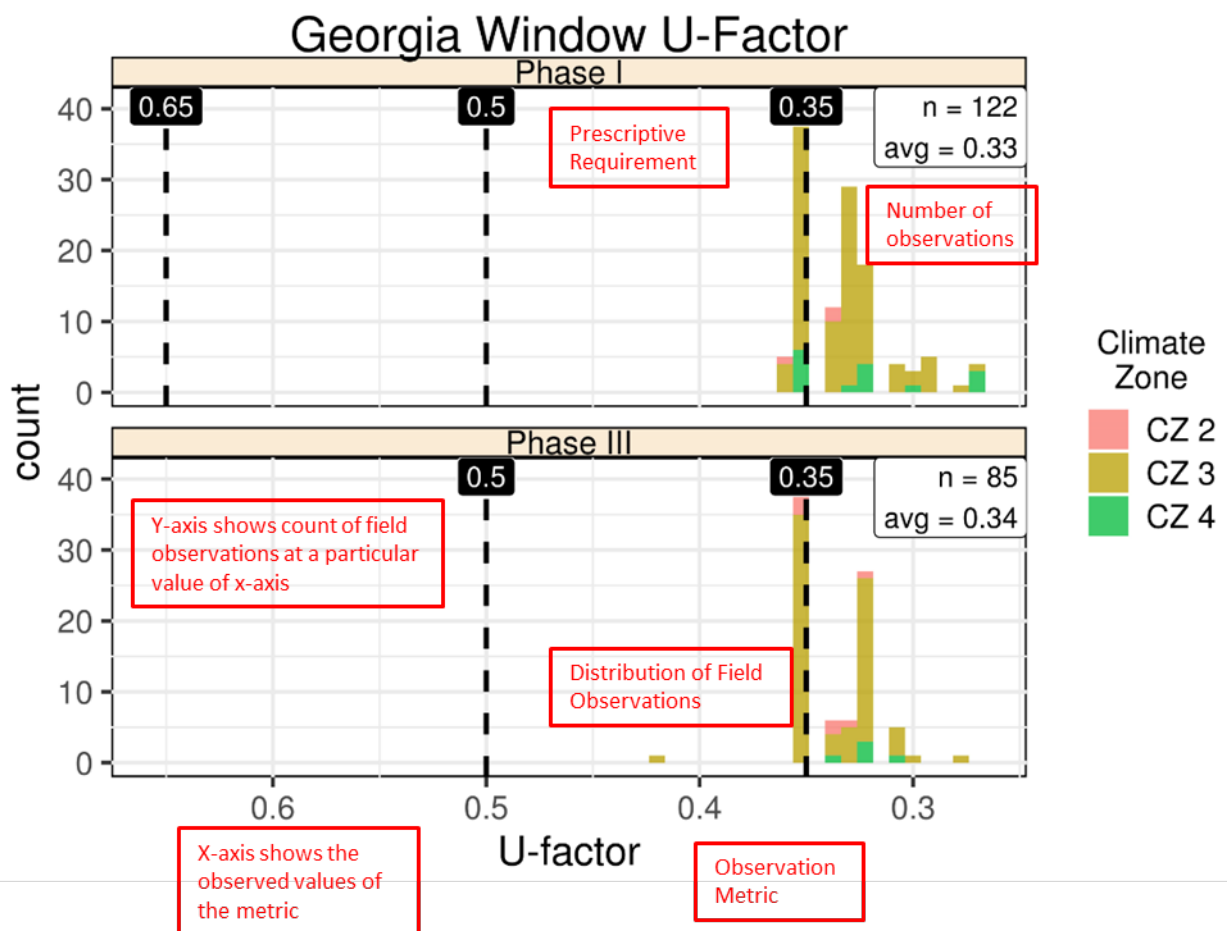 Georgia Window U-Factor
Phase I
0.65
0.5
0.35
n = 122
avg = 0.33
Prescriptive
Requirement
Number of
observations
40
30
20
10
0
count
Climate
Zone
CZ 2
CZ 3
CZ 4
Phase III
0.5
0.35
n = 85
avg = 0.34
Y-axis shows count of field
observations at a particular
value of x-axis
Distribution of Field
Observations
40
30
20
10
0
0.6
0.5
0.4
0.3
U-factor
X-axis shows the
observed values of
the metric
Observation
Metric